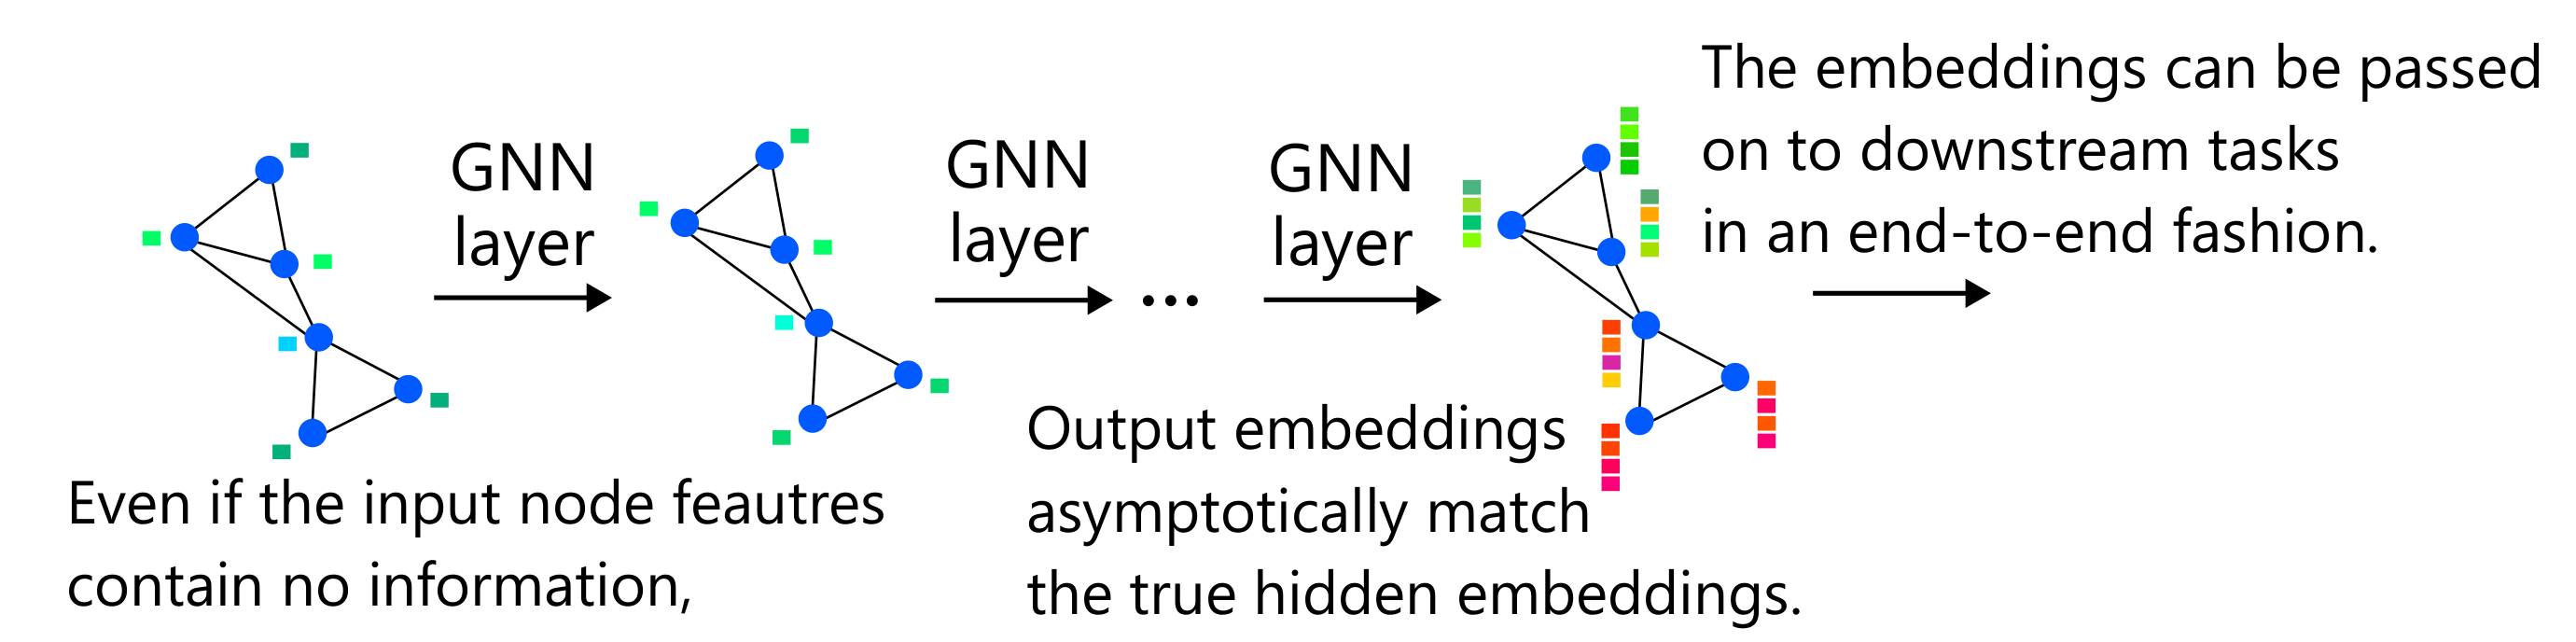 GNN
layer
GNN
layer
...
GNN
layer
The embeddings can be passed
on to downstream tasks
in an end-to-end fashion.
Even if the input node feautres
contain no information,
Output embeddings
asymptotically match
the true hidden embeddings.